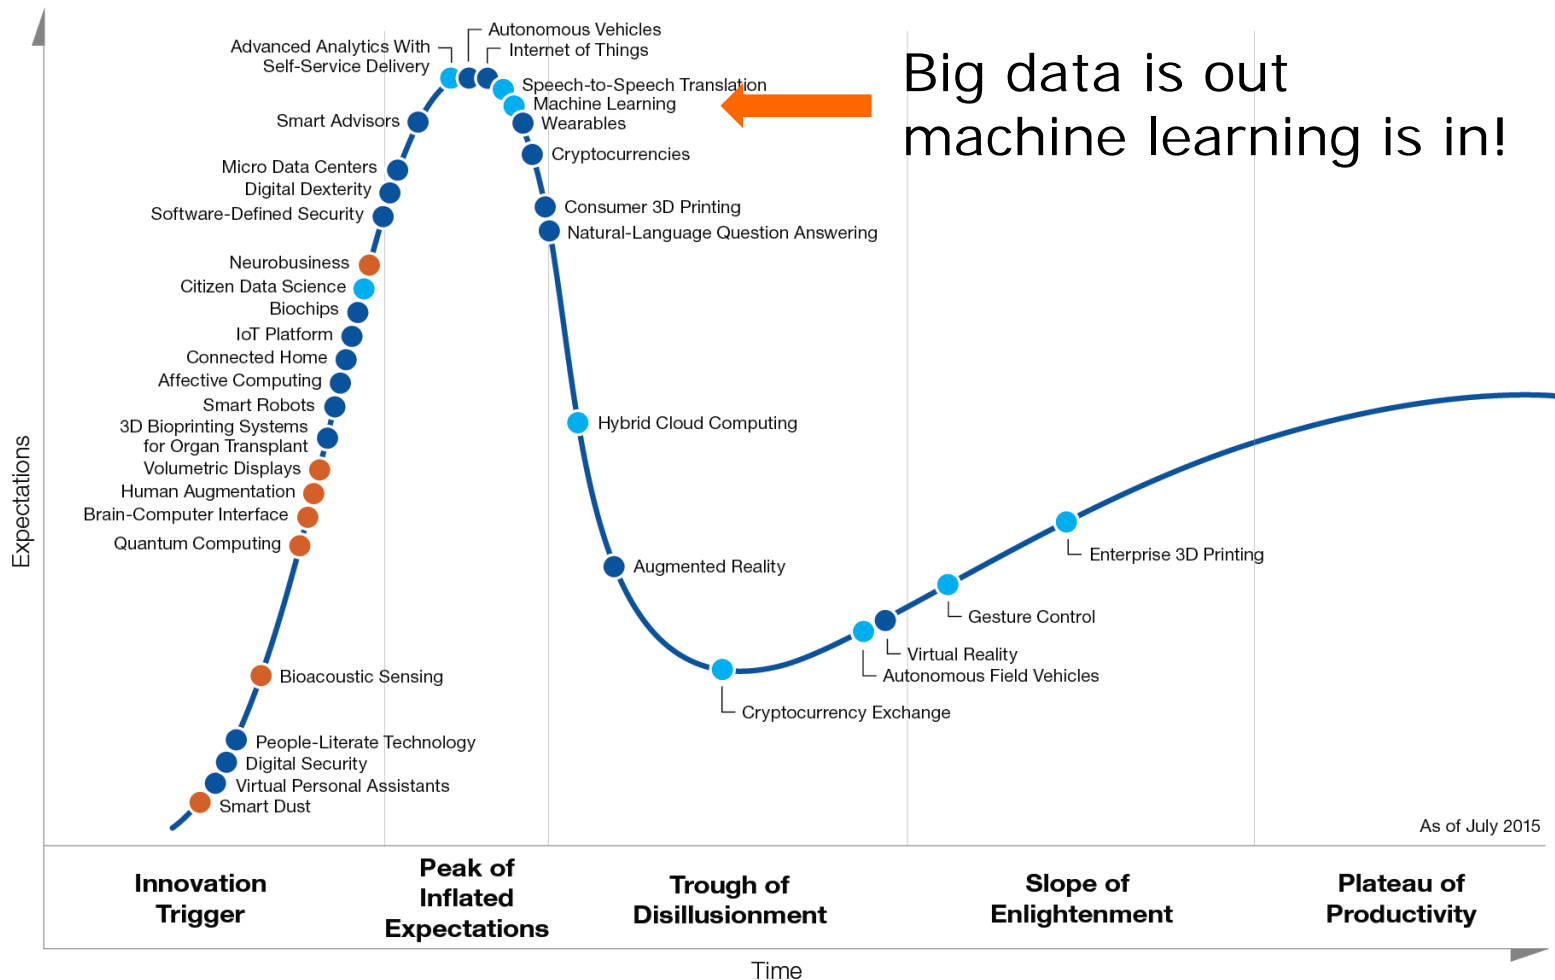 Autonomous Vehicles
Advanced Analytics With
Self-Service Delivery
Internet of Things
Speech-to-Speech Translation
Machine Learning
Wearables
Big data is out
machine learning is in!
Smart Advisors
Cryptocurrencies
Micro Data Centers
Digital Dexterity
Software-Defined Security
Consumer 3D Printing
Natural-Language Question Answering
Neurobusiness
Citizen Data Science
Biochips
IoT Platform
Connected Home
Affective Computing
Smart Robots
3D Bioprinting Systems
for Organ Transplant
Volumetric Displays
Human Augmentation
Brain-Computer Interface
Quantum Computing
Hybrid Cloud Computing
Augmented Reality
Enterprise 3D Printing
Gesture Control
Virtual Reality
Autonomous Field Vehicles
Cryptocurrency Exchange
Bioacoustic Sensing
People-Literate Technology
Digital Security
Virtual Personal Assistants
Smart Dust
Expectations
As of July 2015
Innovation
Trigger
Peak of
Inflated
Expectations
Trough of
Disillusionment
Slope of
Enlightenment
Plateau of
Productivity
Time